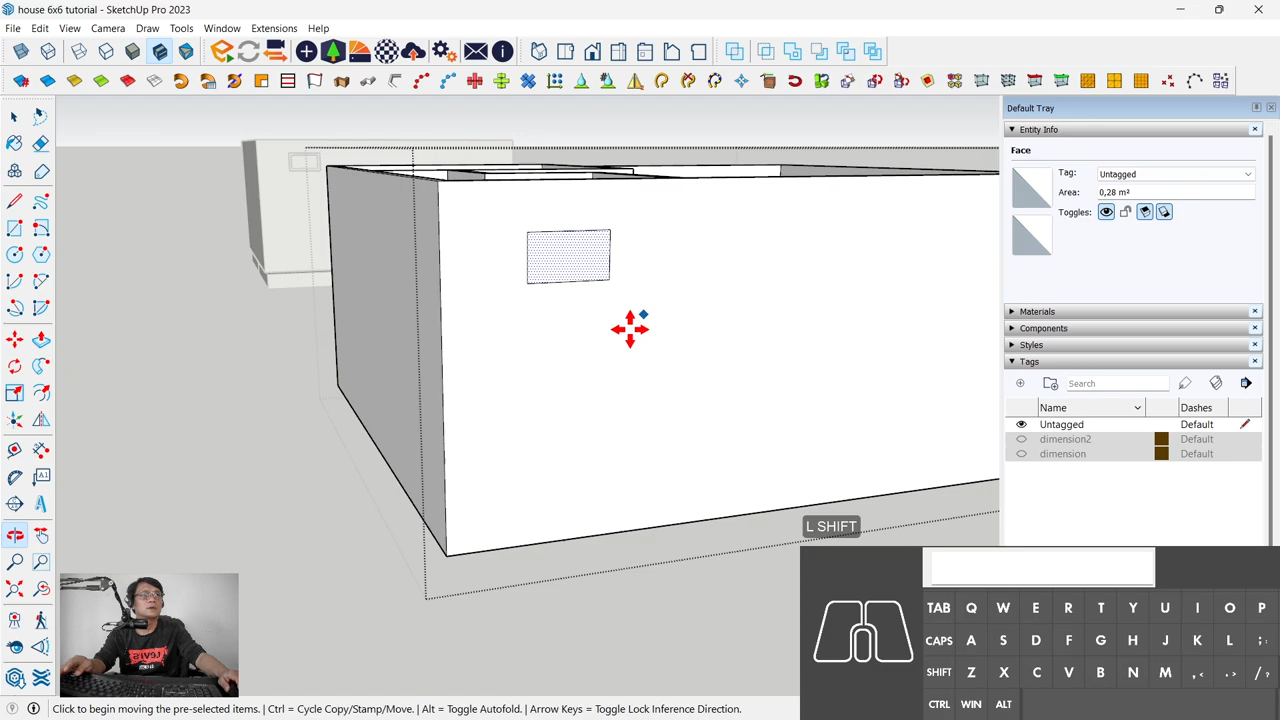 house 6x6 tutorial - SketchUp Pro 2023
File Edit View Camera Draw Tools Window Extensions Help
Default Tray
Entity Info
Face
Tag: Untagged
Area: 0,28 m²
Toggles:
Materials
Components
Styles
Tags
Search
Name Dashes
Untagged Default
dimension2 Default
dimension Default
L SHIFT
TAB Q W E R T Y U I O P
CAPS A S D F G H J K L ; :
SHIFT Z X C V B N M , < . > / ?
CTRL WIN ALT
LEVI'S
Click to begin moving the pre-selected items. | Ctrl = Cycle Copy/Stamp/Move. | Alt = Toggle Autofold. | Arrow Keys = Toggle Lock Inference Direction.